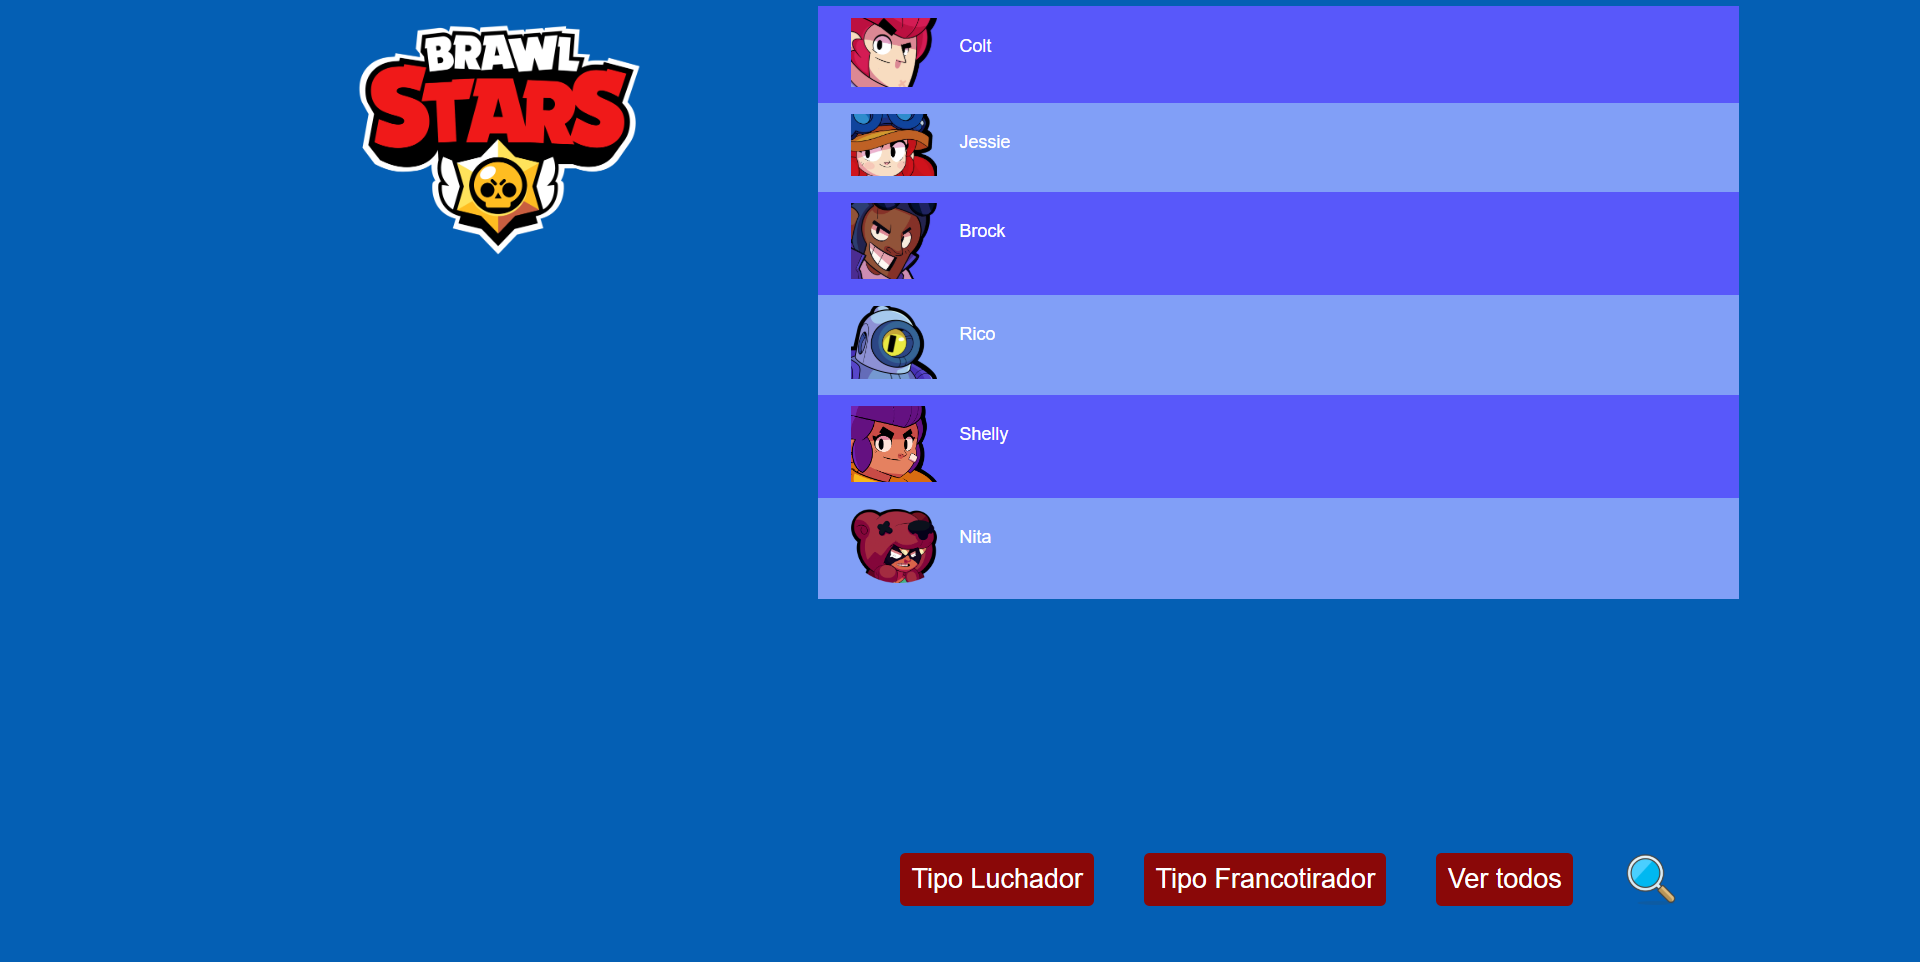 BRAWL
STARS
Colt
Jessie
Brock
Rico
Shelly
Nita
Tipo Luchador
Tipo Francotirador
Ver todos